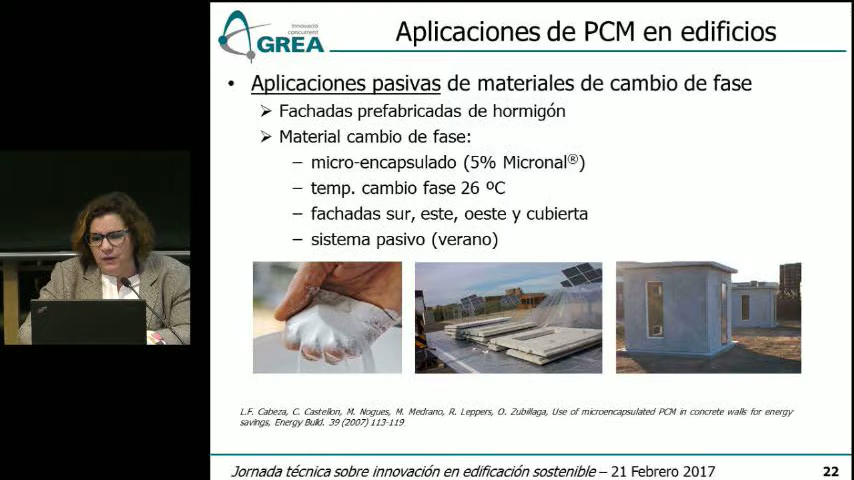 innovació
concurrent
GREA
Aplicaciones de PCM en edificios
• Aplicaciones pasivas de materiales de cambio de fase
➢ Fachadas prefabricadas de hormigón
➢ Material cambio de fase:
– micro-encapsulado (5% Micronal®)
– temp. cambio fase 26 ºC
– fachadas sur, este, oeste y cubierta
– sistema pasivo (verano)
L.F. Cabeza, C. Castellon, M. Nogues, M. Medrano, R. Leppers, O. Zubillaga, Use of microencapsulated PCM in concrete walls for energy
savings, Energy Build. 39 (2007) 113-119
Jornada técnica sobre innovación en edificación sostenible – 21 Febrero 2017
22